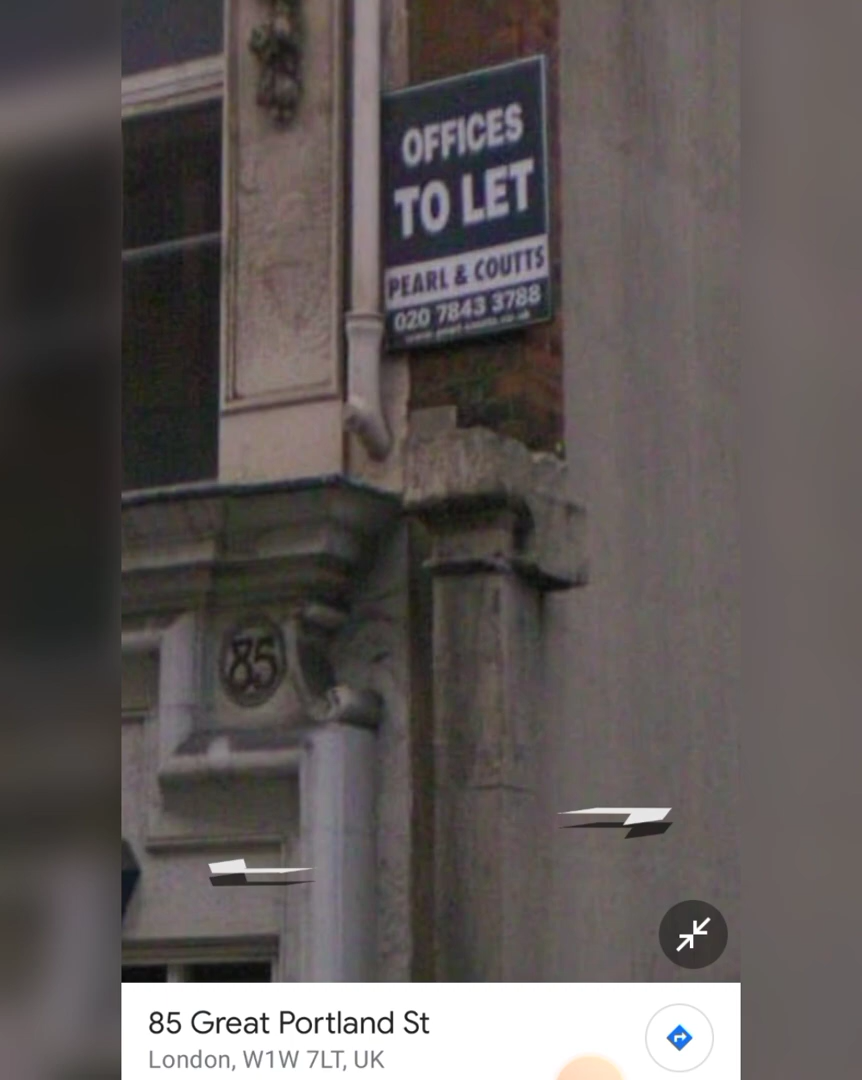 OFFICES
TO LET
PEARL & COUTTS
020 7843 3788
85
85 Great Portland St
London, W1W 7LT, UK